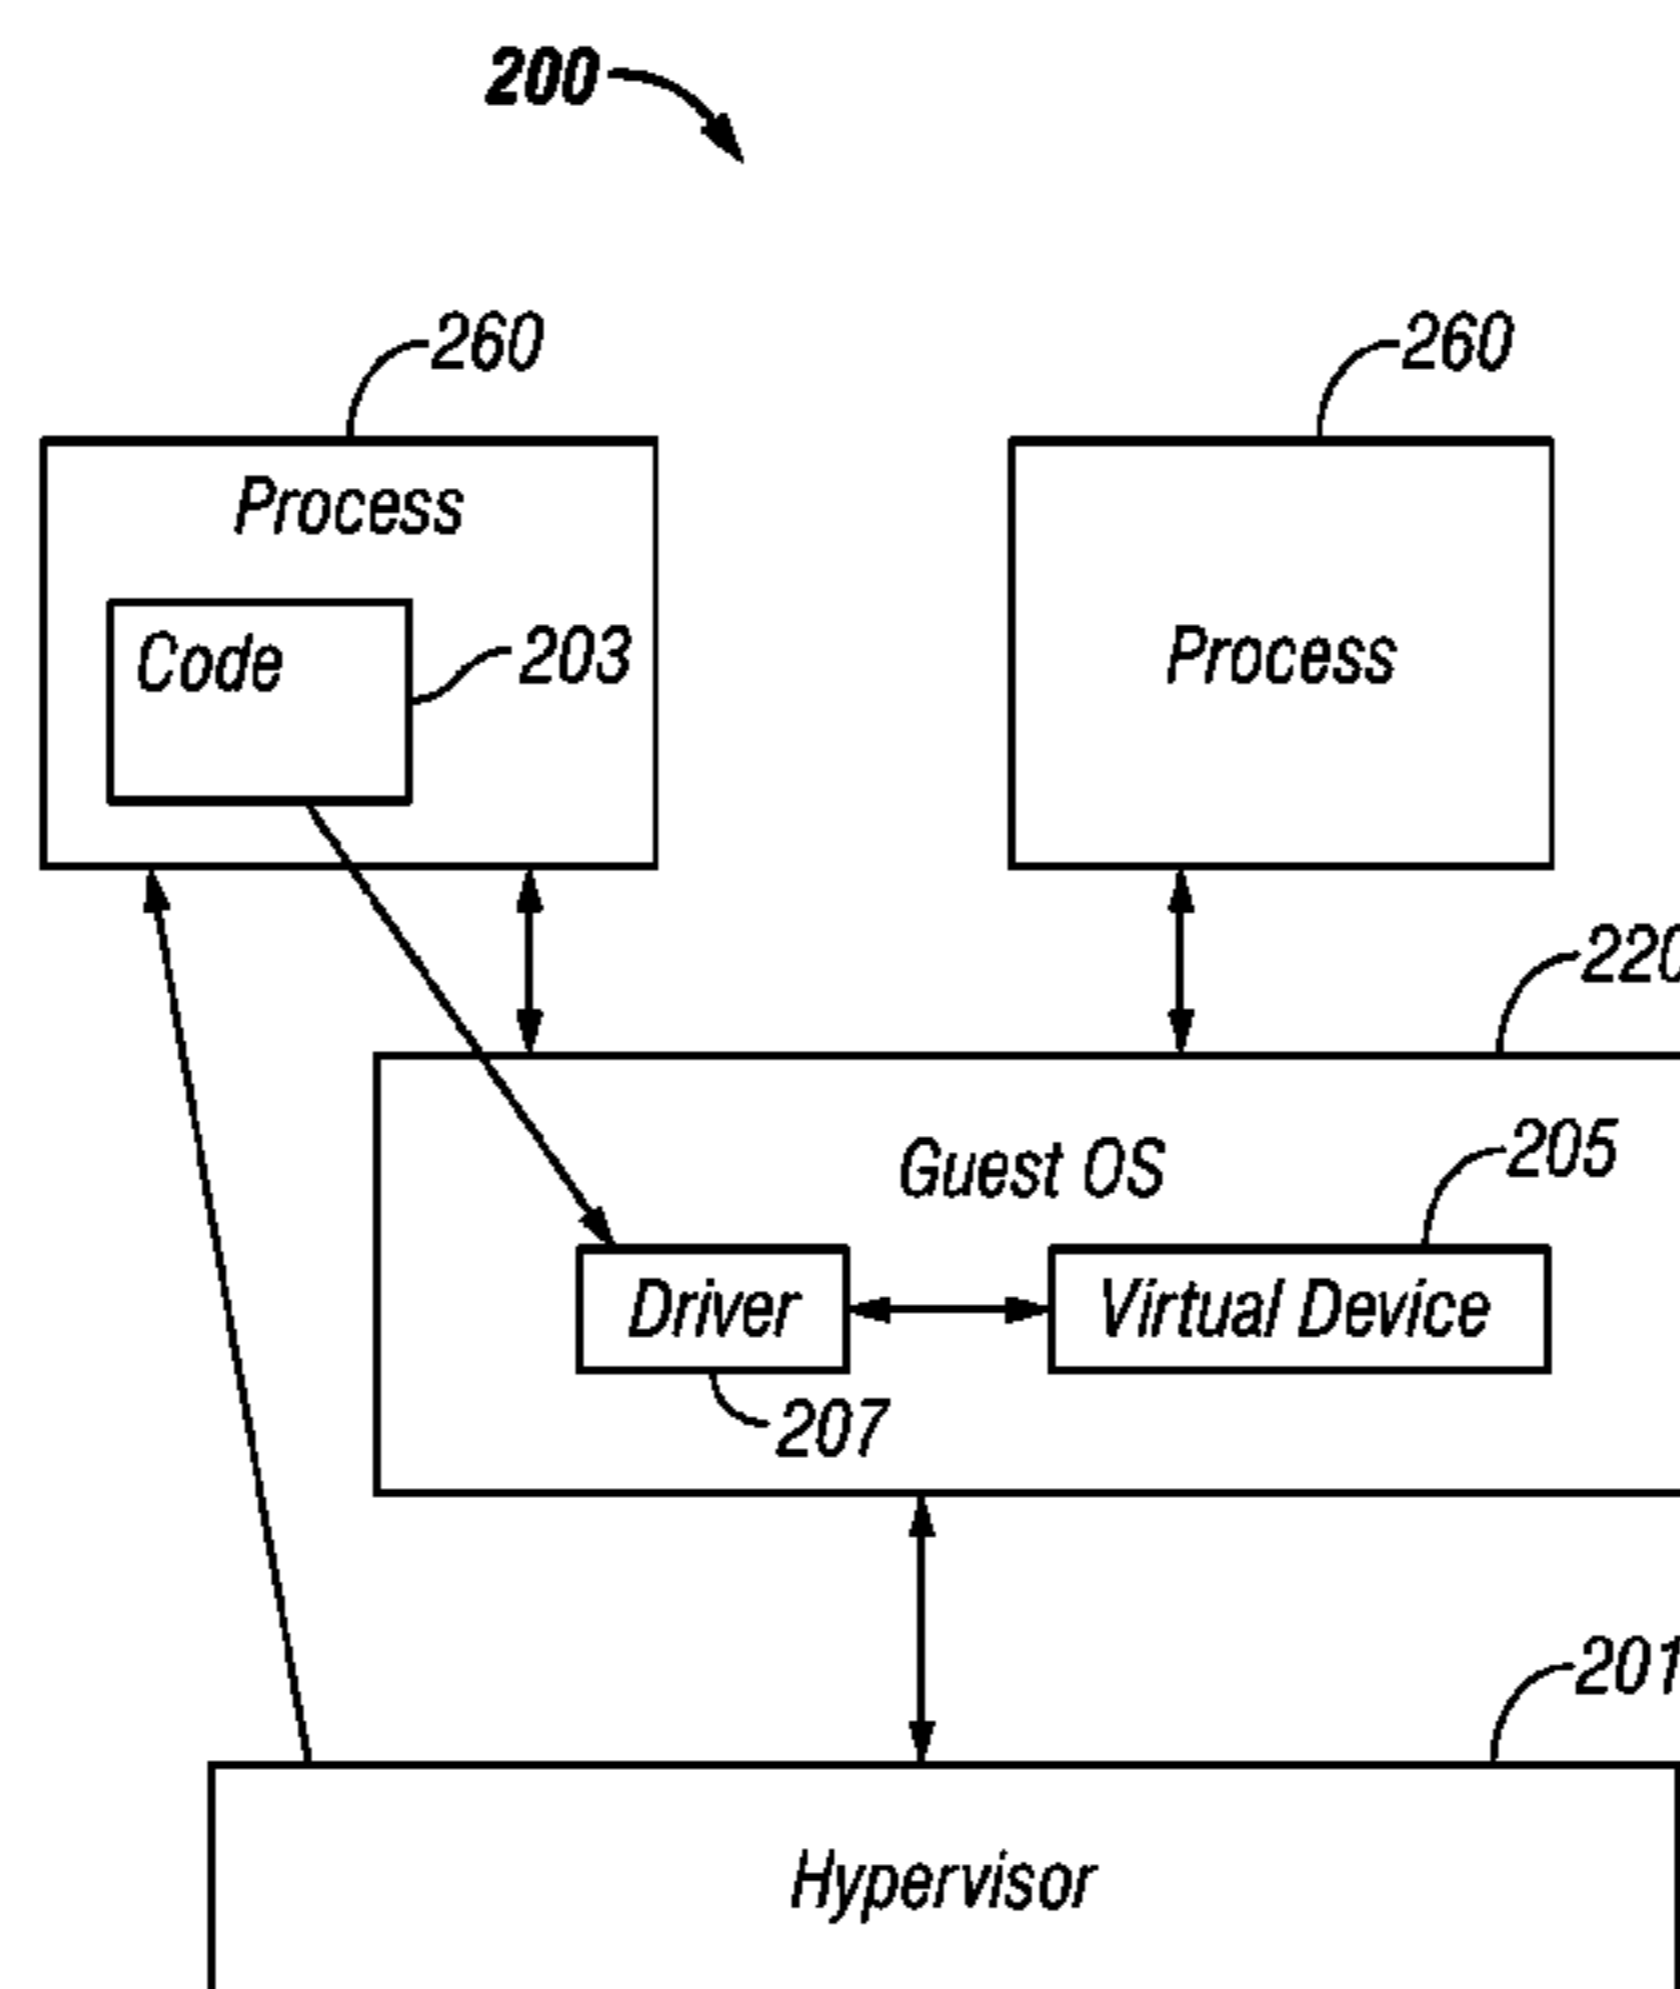 200
260
260
Process
Code
203
Process
220
Guest OS
205
Driver
Virtual Device
207
201
Hypervisor